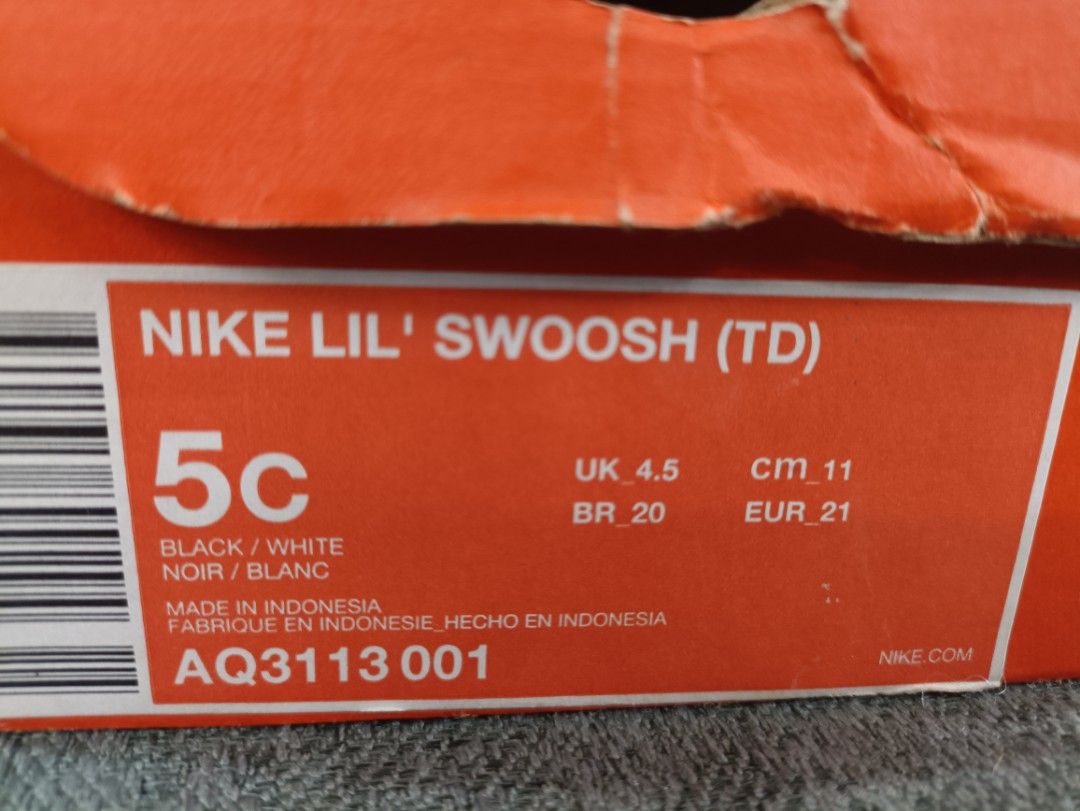 NIKE LIL' SWOOSH (TD)
5C
UK_4.5 cm_11
BR_20 EUR_21
BLACK / WHITE
NOIR / BLANC
MADE IN INDONESIA
FABRIQUE EN INDONESIE_HECHO EN INDONESIA
AQ3113 001
NIKE.COM